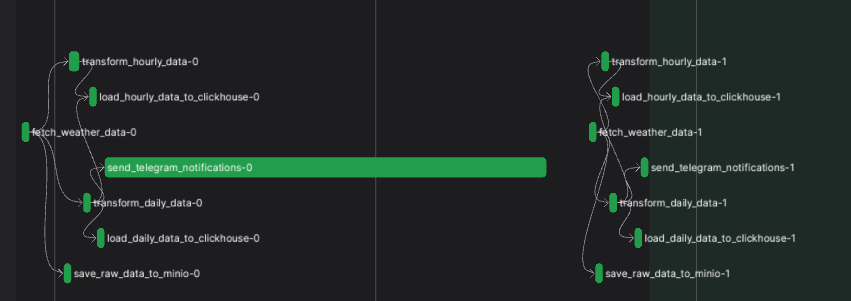 transform_hourly_data-0
transform_hourly_data-1
load_hourly_data_to_clickhouse-0
load_hourly_data_to_clickhouse-1
fetch_weather_data-0
fetch_weather_data-1
send_telegram_notifications-0
send_telegram_notifications-1
transform_daily_data-0
transform_daily_data-1
load_daily_data_to_clickhouse-0
load_daily_data_to_clickhouse-1
save_raw_data_to_minio-0
save_raw_data_to_minio-1